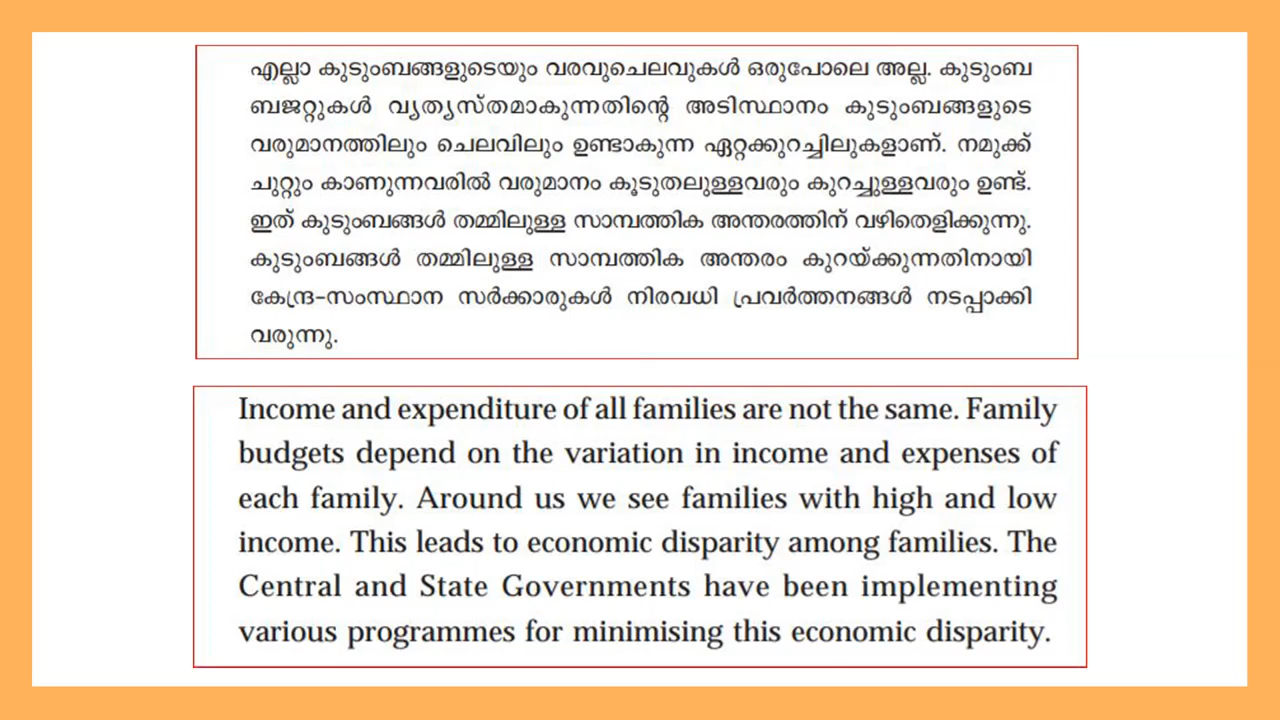 എല്ലാ കുടുംബങ്ങളുടെയും വരവുചെലവുകൾ ഒരുപോലെ അല്ല. കുടുംബ
ബജറ്റുകൾ വ്യത്യസ്തമാകുന്നതിന്റെ അടിസ്ഥാനം കുടുംബങ്ങളുടെ
വരുമാനത്തിലും ചെലവിലും ഉണ്ടാകുന്ന ഏറ്റക്കുറച്ചിലുകളാണ്. നമുക്ക്
ചുറ്റും കാണുന്നവരിൽ വരുമാനം കൂടുതലുള്ളവരും കുറച്ചുള്ളവരും ഉണ്ട്.
ഇത് കുടുംബങ്ങൾ തമ്മിലുള്ള സാമ്പത്തിക അന്തരത്തിന് വഴിതെളിക്കുന്നു.
കുടുംബങ്ങൾ തമ്മിലുള്ള സാമ്പത്തിക അന്തരം കുറയ്ക്കുന്നതിനായി
കേന്ദ്ര-സംസ്ഥാന സർക്കാരുകൾ നിരവധി പ്രവർത്തനങ്ങൾ നടപ്പാക്കി
വരുന്നു.
Income and expenditure of all families are not the same. Family
budgets depend on the variation in income and expenses of
each family. Around us we see families with high and low
income. This leads to economic disparity among families. The
Central and State Governments have been implementing
various programmes for minimising this economic disparity.